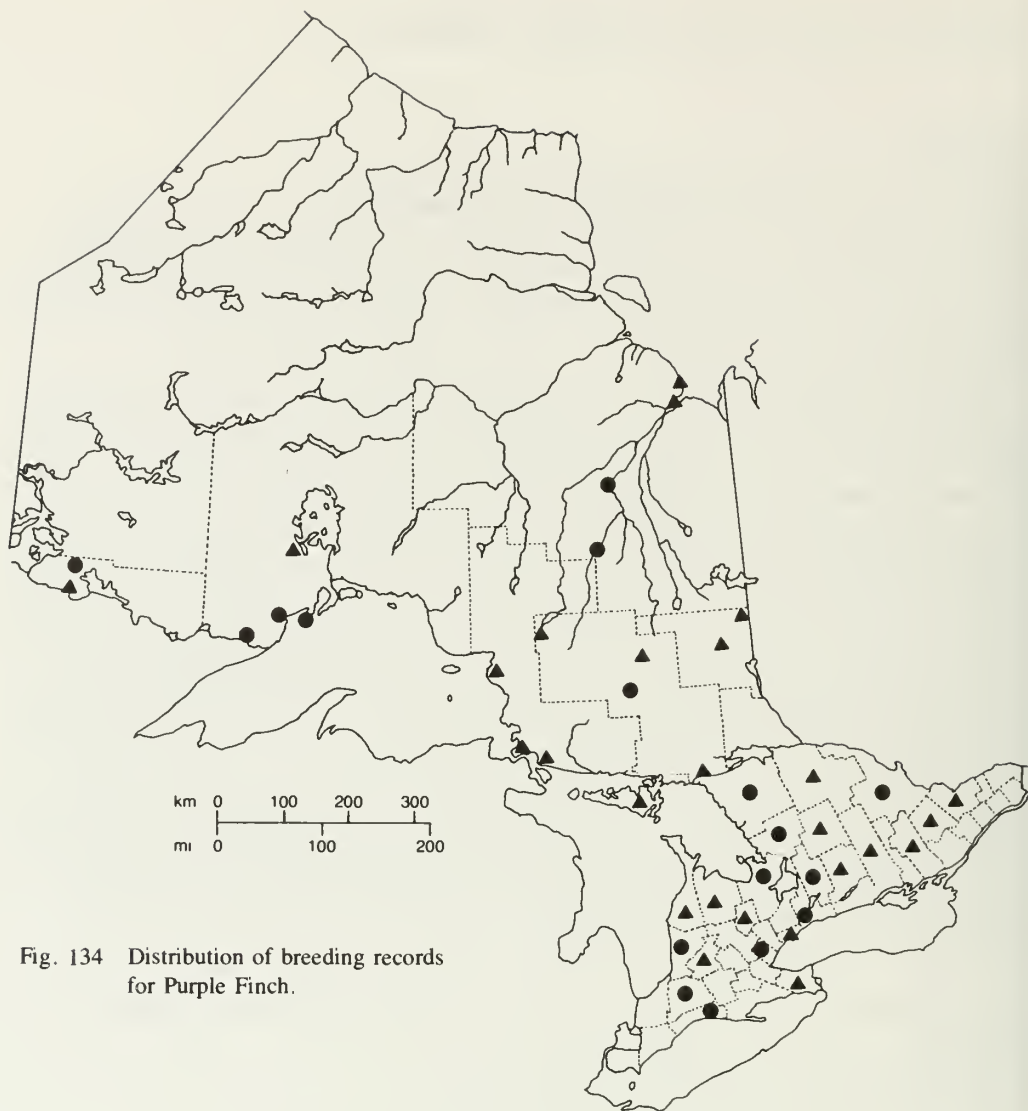 km 0 100 200 300
mi 0 100 200
Fig. 134 Distribution of breeding records
for Purple Finch.